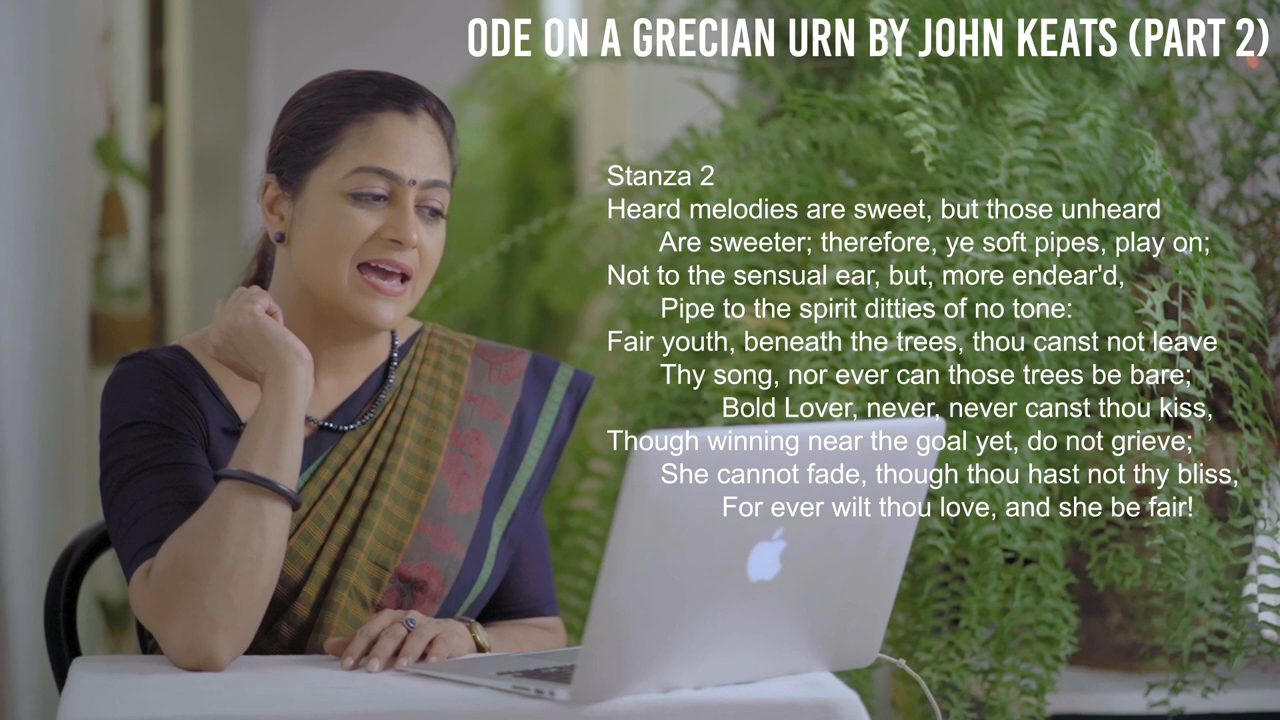 ODE ON A GRECIAN URN BY JOHN KEATS (PART 2)
Stanza 2
Heard melodies are sweet, but those unheard
Are sweeter; therefore, ye soft pipes, play on;
Not to the sensual ear, but, more endear'd,
Pipe to the spirit ditties of no tone:
Fair youth, beneath the trees, thou canst not leave
Thy song, nor ever can those trees be bare;
Bold Lover, never, never canst thou kiss,
Though winning near the goal yet, do not grieve;
She cannot fade, though thou hast not thy bliss,
For ever wilt thou love, and she be fair!